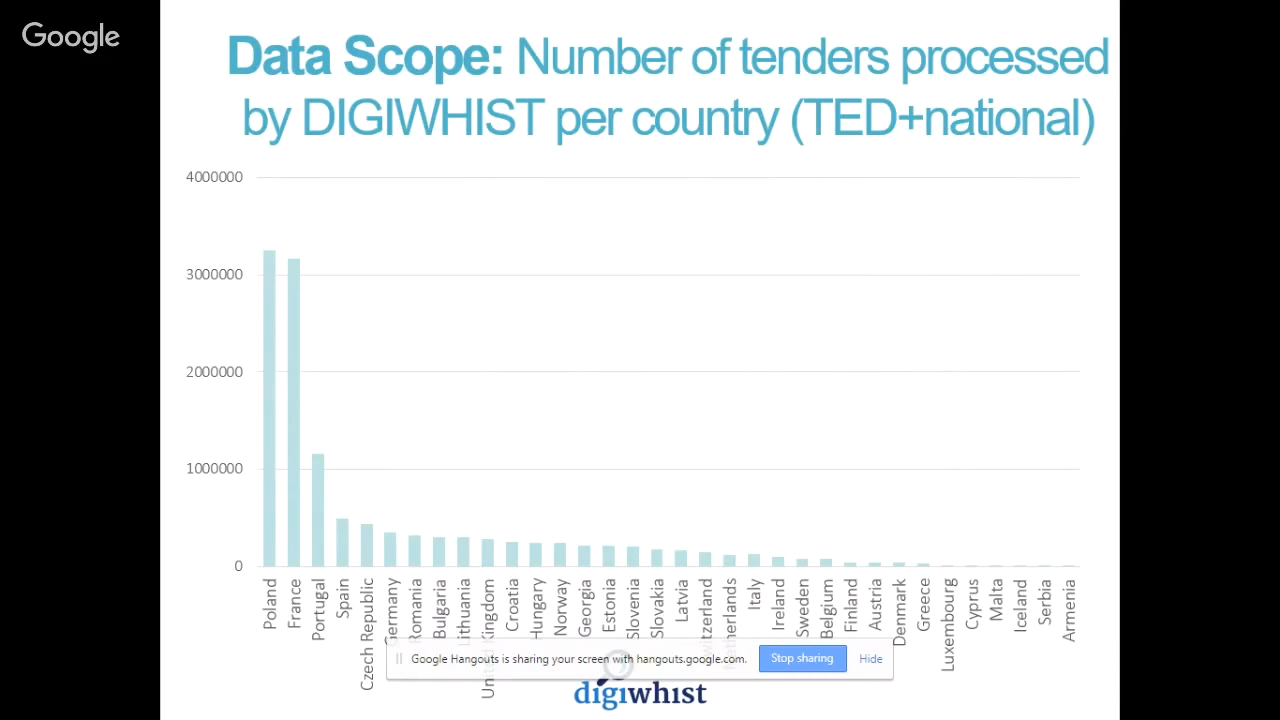 Google
Data Scope: Number of tenders processed
by DIGIWHIST per country (TED+national)
4000000
3000000
2000000
1000000
0
Poland
France
Portugal
Spain
Czech Republic
Germany
Romania
Bulgaria
Lithuania
Kingdom
Croatia
Hungary
Norway
Georgia
Estonia
Slovenia
Slovakia
Latvia
Italy
Ireland
Sweden
Belgium
Finland
Austria
Denmark
Greece
Luxembourg
Cyprus
Malta
Iceland
Serbia
Armenia
Google Hangouts is sharing your screen with hangouts.google.com.
Stop sharing
Hide
digiwhist